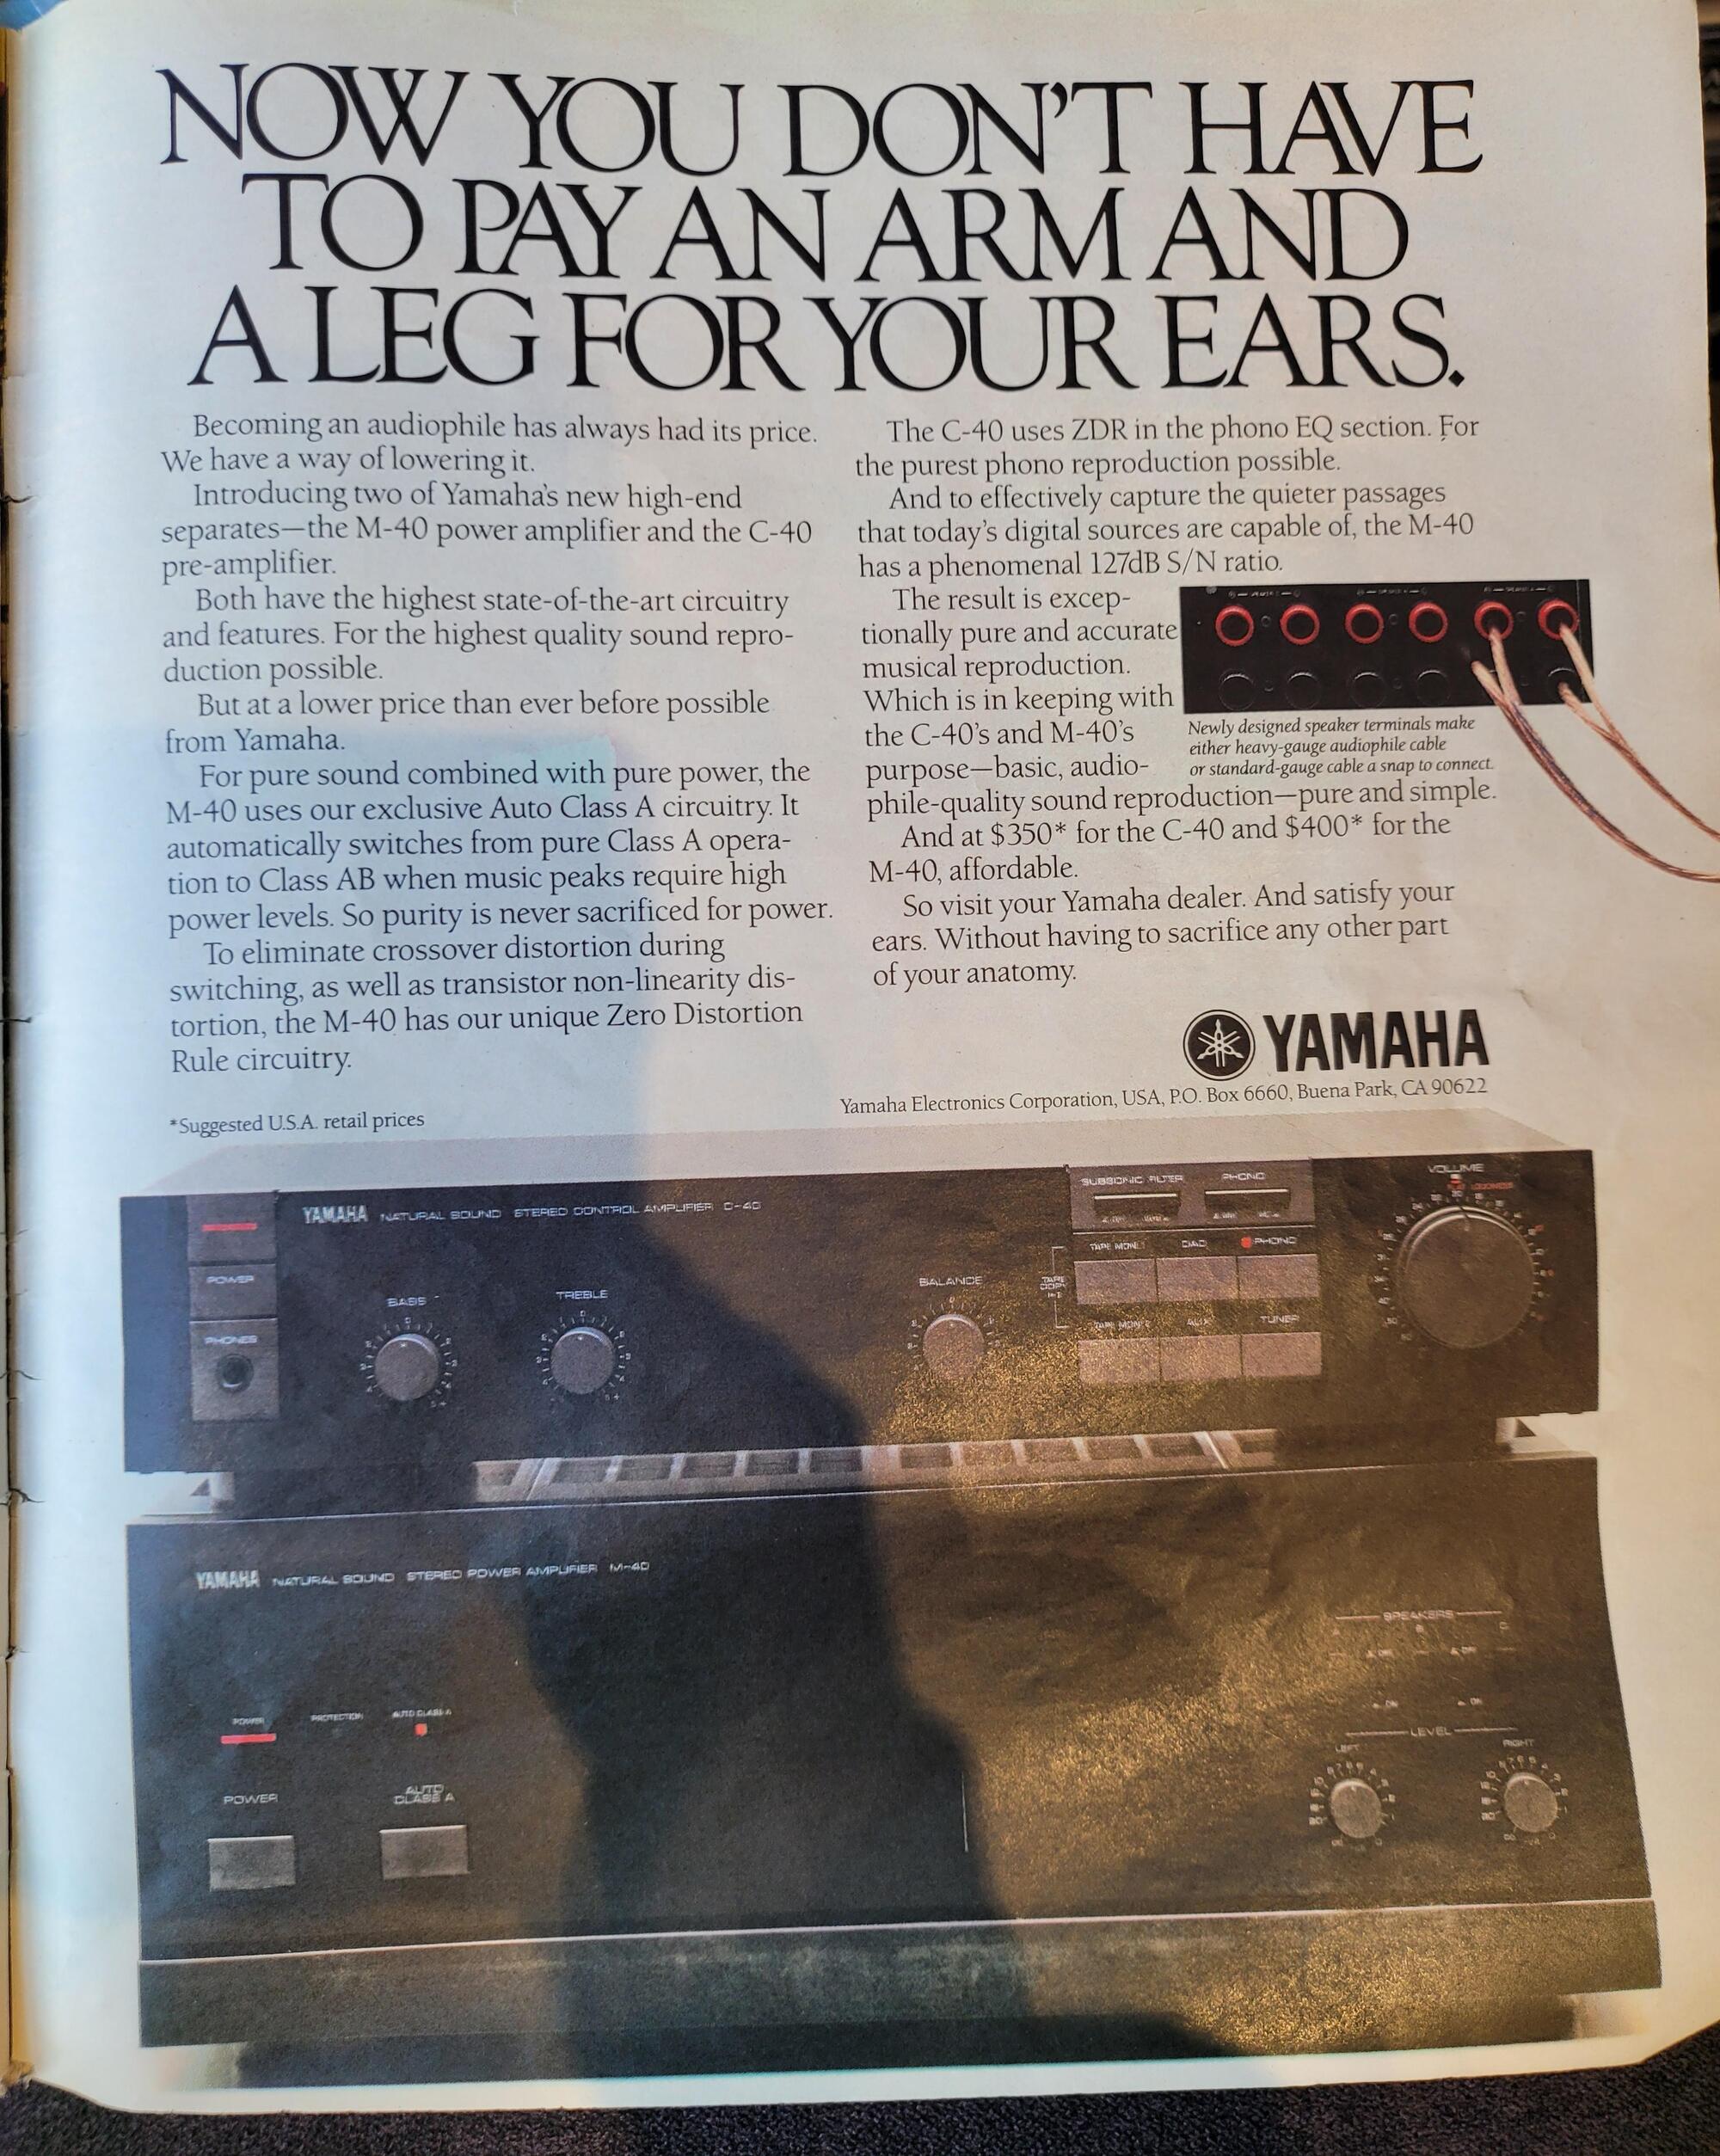 NOW YOU DON'T HAVE
TO PAY AN ARM AND
A LEG FOR YOUR EARS.
Becoming an audiophile has always had its price.
We have a way of lowering it.
Introducing two of Yamaha's new high-end
separates—the M-40 power amplifier and the C-40
pre-amplifier.
Both have the highest state-of-the-art circuitry
and features. For the highest quality sound repro-
duction possible.
But at a lower price than ever before possible
from Yamaha.
For pure sound combined with pure power, the
M-40 uses our exclusive Auto Class A circuitry. It
automatically switches from pure Class A opera-
tion to Class AB when music peaks require high
power levels. So purity is never sacrificed for power.
To eliminate crossover distortion during
switching, as well as transistor non-linearity dis-
tortion, the M-40 has our unique Zero Distortion
Rule circuitry.
*Suggested U.S.A. retail prices
The C-40 uses ZDR in the phono EQ section. For
the purest phono reproduction possible.
And to effectively capture the quieter passages
that today's digital sources are capable of, the M-40
has a phenomenal 127dB S/N ratio.
The result is excep-
tionally pure and accurate
musical reproduction.
Which is in keeping with
the C-40's and M-40's
purpose—basic, audio-
phile-quality sound reproduction—pure and simple.
And at $350* for the C-40 and $400* for the
M-40, affordable.
So visit your Yamaha dealer. And satisfy your
ears. Without having to sacrifice any other part
of your anatomy.
Newly designed speaker terminals make
either heavy-gauge audiophile cable
or standard-gauge cable a snap to connect.
YAMAHA
Yamaha Electronics Corporation, USA, P.O. Box 6660, Buena Park, CA 90622
YAMAHA NATURAL SOUND STEREO CONTROL AMPLIFIER C-40
POWER
PHONES
BASS
TREBLE
BALANCE
SUBSONIC FILTER PHONO
TAPE MON. DAD PHONO
TAPE COPY
TAPE MON. AUX TUNER
VOLUME
LOUDNESS
YAMAHA NATURAL SOUND STEREO POWER AMPLIFIER M-40
POWER PROTECTION AUTO CLASS A
POWER
AUTO
CLASS A
SPEAKERS
ON ON
LEVEL
LEFT RIGHT